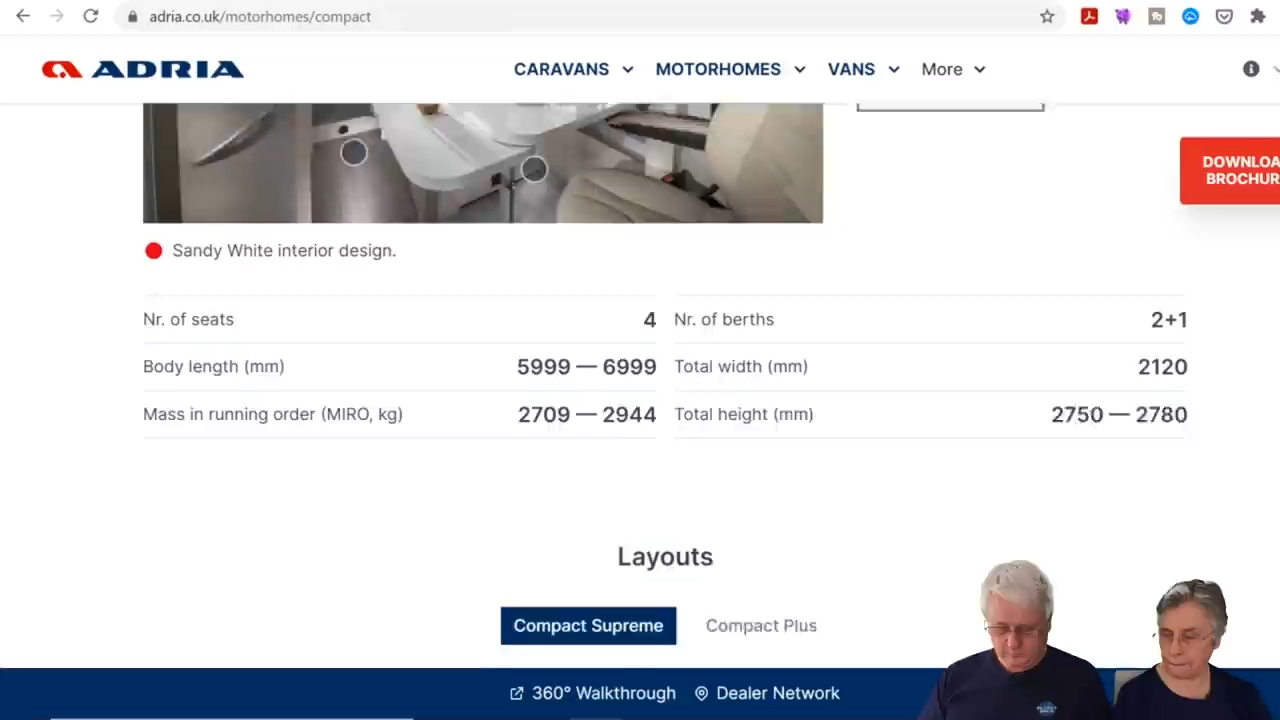 adria.co.uk/motorhomes/compact
ADRIA
CARAVANS
MOTORHOMES
VANS
More
DOWNLOA
BROCHUR
Sandy White interior design.
Nr. of seats 4
Nr. of berths 2+1
Body length (mm) 5999 — 6999
Total width (mm) 2120
Mass in running order (MIRO, kg) 2709 — 2944
Total height (mm) 2750 — 2780
Layouts
Compact Supreme
Compact Plus
360° Walkthrough
Dealer Network